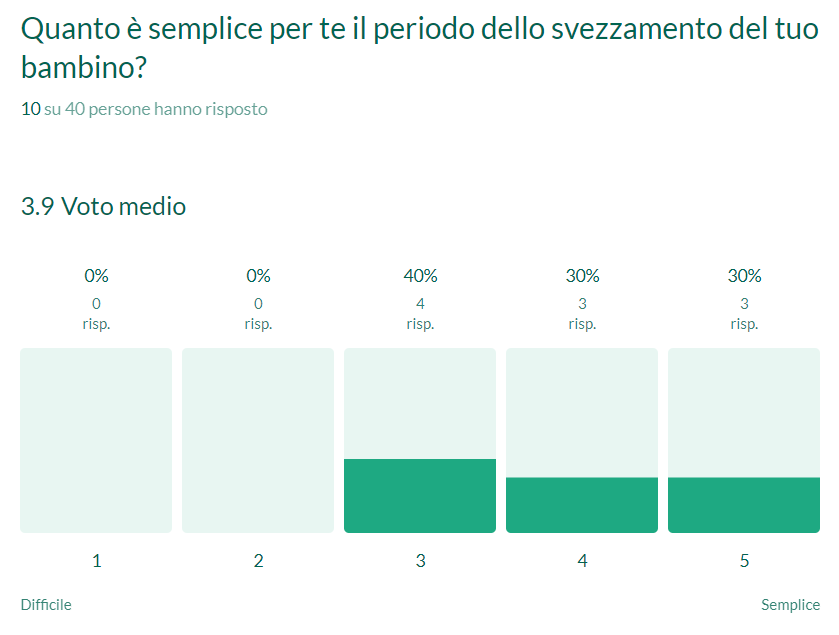 Quanto è semplice per te il periodo dello svezzamento del tuo
bambino?
10 su 40 persone hanno risposto
3.9 Voto medio
0% 0% 40% 30% 30%
0 0 4 3 3
risp. risp. risp. risp. risp.
1 2 3 4 5
Difficile Semplice